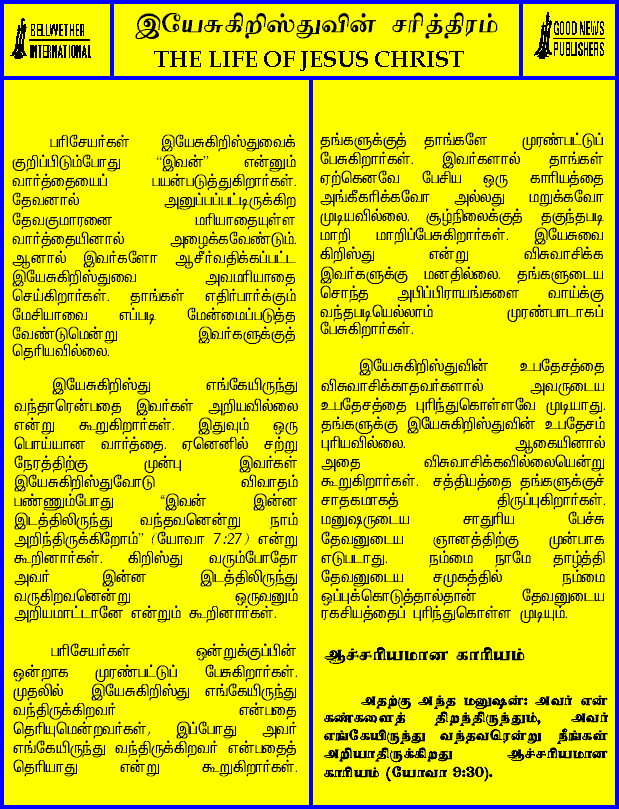 BELLWETHER
INTERNATIONAL
இயேசுகிறிஸ்துவின் சரித்திரம்
THE LIFE OF JESUS CHRIST
GOOD NEWS
PUBLISHERS
பரிசேயர்கள் இயேசுகிறிஸ்துவைக்
குறிப்பிடும்போது “இவன்” என்னும்
வார்த்தையைப் பயன்படுத்துகிறார்கள்.
தேவனால் அனுப்பப்பட்டிருக்கிற
தேவகுமாரனை மரியாதையுள்ள
வார்த்தையினால் அழைக்கவேண்டும்.
ஆனால் இவர்களோ ஆசீர்வதிக்கப்பட்ட
இயேசுகிறிஸ்துவை அவமரியாதை
செய்கிறார்கள். தாங்கள் எதிர்பார்க்கும்
மேசியாவை எப்படி மேன்மைப்படுத்த
வேண்டுமென்று இவர்களுக்குத்
தெரியவில்லை.
இயேசுகிறிஸ்து எங்கேயிருந்து
வந்தாரென்பதை இவர்கள் அறியவில்லை
என்று கூறுகிறார்கள். இதுவும் ஒரு
பொய்யான வார்த்தை. ஏனெனில் சற்று
நேரத்திற்கு முன்பு இவர்கள்
இயேசுகிறிஸ்துவோடு விவாதம்
பண்ணும்போது “இவன் இன்ன
இடத்திலிருந்து வந்தவனென்று நாம்
அறிந்திருக்கிறோம்” (யோவா 7:27) என்று
கூறினார்கள். கிறிஸ்து வரும்போதோ
அவர் இன்ன இடத்திலிருந்து
வருகிறவனென்று ஒருவனும்
அறியமாட்டானே என்றும் கூறினார்கள்.
பரிசேயர்கள் ஒன்றுக்குப்பின்
ஒன்றாக முரண்பட்டுப் பேசுகிறார்கள்.
முதலில் இயேசுகிறிஸ்து எங்கேயிருந்து
வந்திருக்கிறவர் என்பதை
தெரியுமென்றவர்கள், இப்போது அவர்
எங்கேயிருந்து வந்திருக்கிறவர் என்பதைத்
தெரியாது என்று கூறுகிறார்கள்.
தங்களுக்குத் தாங்களே முரண்பட்டுப்
பேசுகிறார்கள். இவர்களால் தாங்கள்
ஏற்கெனவே பேசிய ஒரு காரியத்தை
அங்கீகரிக்கவோ அல்லது மறுக்கவோ
முடியவில்லை. சூழ்நிலைக்குத் தகுந்தபடி
மாறி மாறிப்பேசுகிறார்கள். இயேசுவை
கிறிஸ்து என்று விசுவாசிக்க
இவர்களுக்கு மனதில்லை. தங்களுடைய
சொந்த அபிப்பிராயங்களை வாய்க்கு
வந்தபடியெல்லாம் முரண்பாடாகப்
பேசுகிறார்கள்.
இயேசுகிறிஸ்துவின் உபதேசத்தை
விசுவாசிக்காதவர்களால் அவருடைய
உபதேசத்தை புரிந்துகொள்ளவே முடியாது.
தங்களுக்கு இயேசுகிறிஸ்துவின் உபதேசம்
புரியவில்லை. ஆகையினால்
அதை விசுவாசிக்கவில்லையென்று
கூறுகிறார்கள். சத்தியத்தை தங்களுக்குச்
சாதகமாகத் திருப்புகிறார்கள்.
மனுஷருடைய சாதுரிய பேச்சு
தேவனுடைய ஞானத்திற்கு முன்பாக
எடுபடாது. நம்மை நாமே தாழ்த்தி
தேவனுடைய சமுகத்தில் நம்மை
ஒப்புக்கொடுத்தால்தான் தேவனுடைய
ரகசியத்தைப் புரிந்துகொள்ள முடியும்.
ஆச்சரியமான காரியம்
அதற்கு அந்த மனுஷன்: அவர் என்
கண்களைத் திறந்திருந்தும், அவர்
எங்கேயிருந்து வந்தவரென்று நீங்கள்
அறியாதிருக்கிறது ஆச்சரியமான
காரியம் (யோவா 9:30).